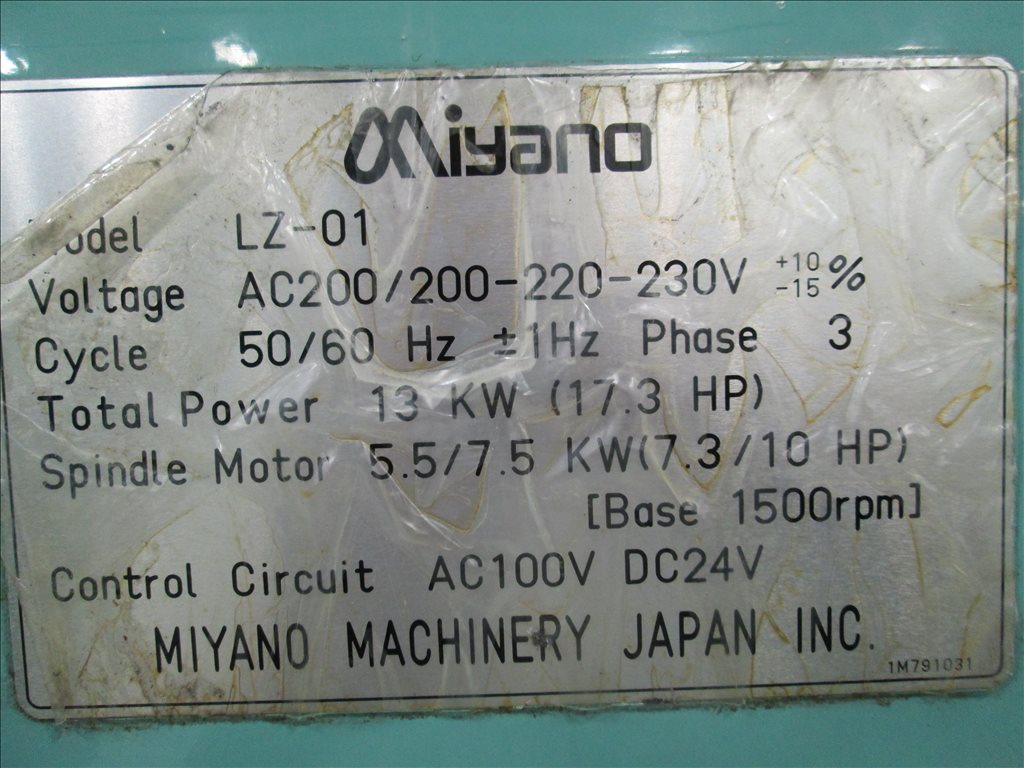 Miyano
Model LZ-01
Voltage AC200/200-220-230V +10 -15 %
Cycle 50/60 Hz ±1Hz Phase 3
Total Power 13 KW (17.3 HP)
Spindle Motor 5.5/7.5 KW(7.3/10 HP)
[Base 1500rpm]
Control Circuit AC100V DC24V
MIYANO MACHINERY JAPAN INC.
1M791031